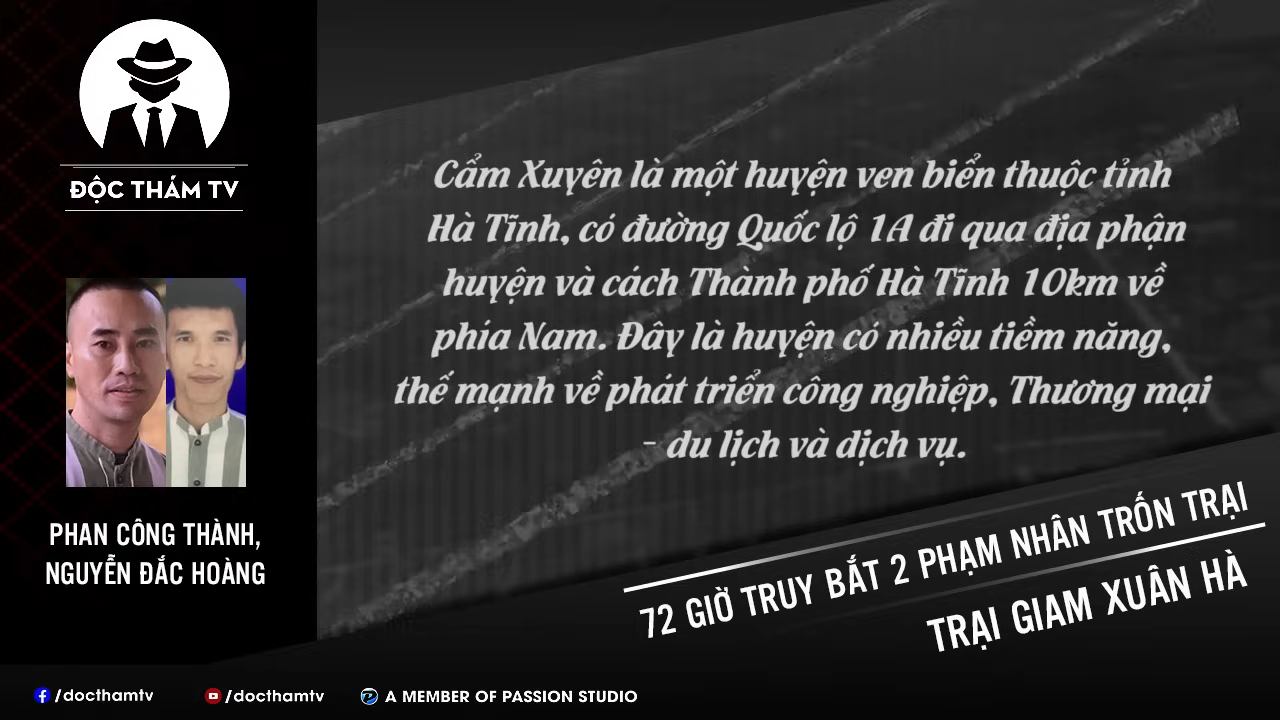 ĐỘC THÁM TV
PHAN CÔNG THÀNH,
NGUYỄN ĐẮC HOÀNG
Cẩm Xuyên là một huyện ven biển thuộc tỉnh
Hà Tĩnh, có đường Quốc lộ 1A đi qua địa phận
huyện và cách Thành phố Hà Tĩnh 10km về
phía Nam. Đây là huyện có nhiều tiềm năng,
thế mạnh về phát triển công nghiệp, Thương mại
- du lịch và dịch vụ.
72 GIỜ TRUY BẮT 2 PHẠM NHÂN TRỐN TRẠI
TRẠI GIAM XUÂN HÀ
/docthamtv
/docthamtv
A MEMBER OF PASSION STUDIO